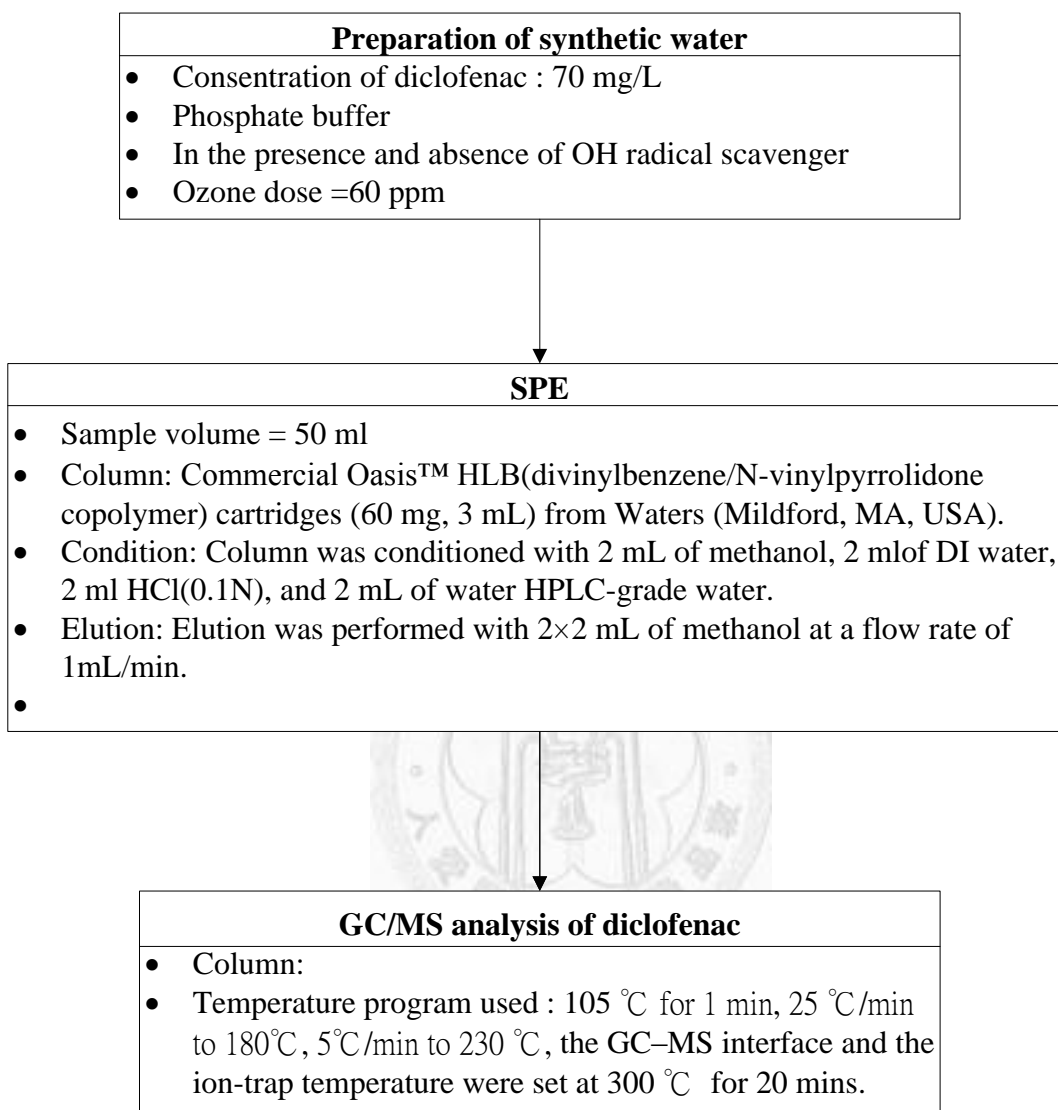 Preparation of synthetic water
• Consentration of diclofenac : 70 mg/L
• Phosphate buffer
• In the presence and absence of OH radical scavenger
• Ozone dose =60 ppm
SPE
• Sample volume = 50 ml
• Column: Commercial Oasis™ HLB(divinylbenzene/N-vinylpyrrolidone
copolymer) cartridges (60 mg, 3 mL) from Waters (Mildford, MA, USA).
• Condition: Column was conditioned with 2 mL of methanol, 2 mlof DI water,
2 ml HCl(0.1N), and 2 mL of water HPLC-grade water.
• Elution: Elution was performed with 2×2 mL of methanol at a flow rate of
1mL/min.
•
GC/MS analysis of diclofenac
• Column:
• Temperature program used : 105 ℃ for 1 min, 25 ℃/min
to 180℃, 5℃/min to 230 ℃, the GC–MS interface and the
ion-trap temperature were set at 300 ℃ for 20 mins.